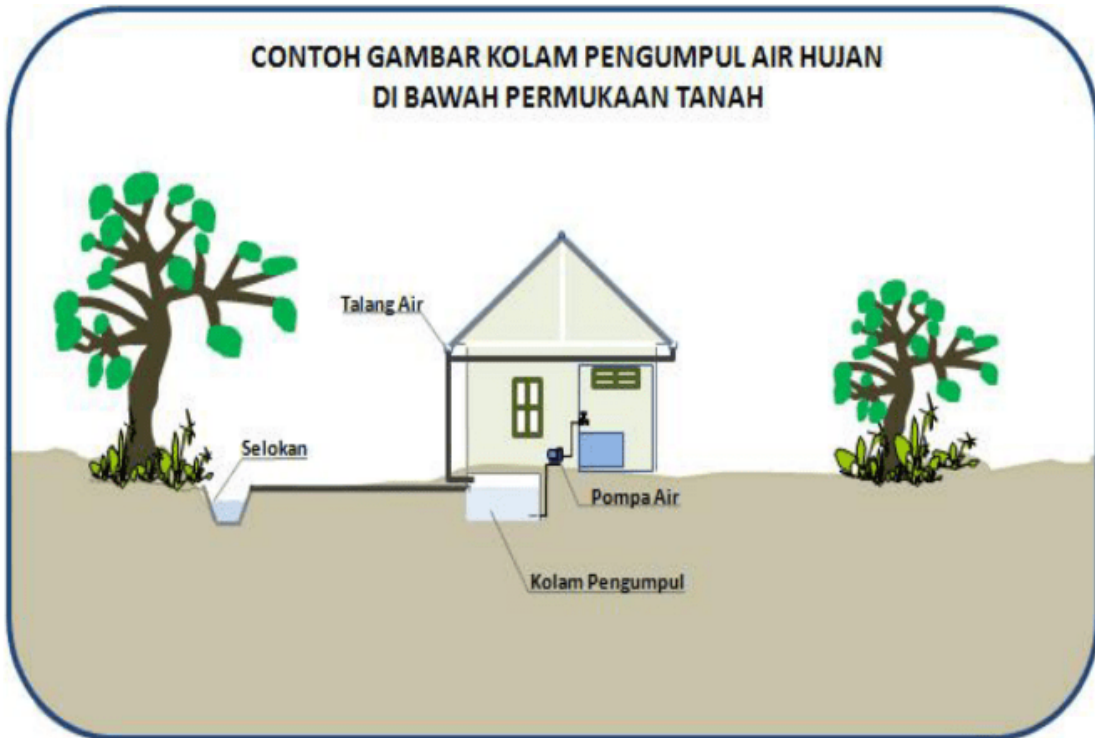 CONTOH GAMBAR KOLAM PENGUMPUL AIR HUJAN
DI BAWAH PERMUKAAN TANAH
Talang Air
Selokan
Pompa Air
Kolam Pengumpul